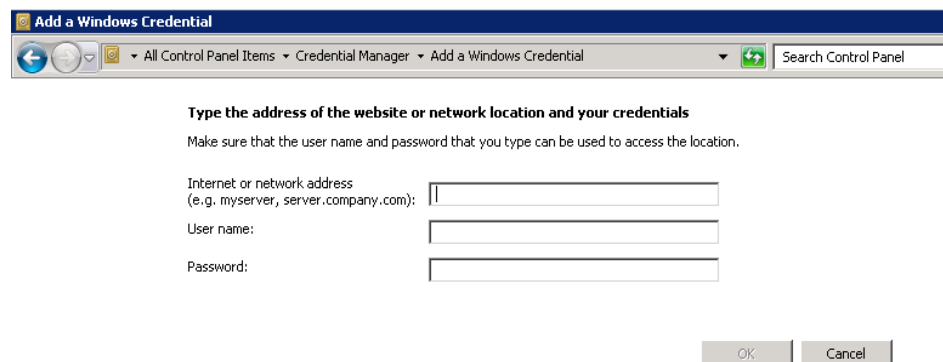 Add a Windows Credential
All Control Panel Items Credential Manager Add a Windows Credential Search Control Panel
Type the address of the website or network location and your credentials
Make sure that the user name and password that you type can be used to access the location.
Internet or network address
(e.g. myserver, server.company.com):
User name:
Password:
OK Cancel